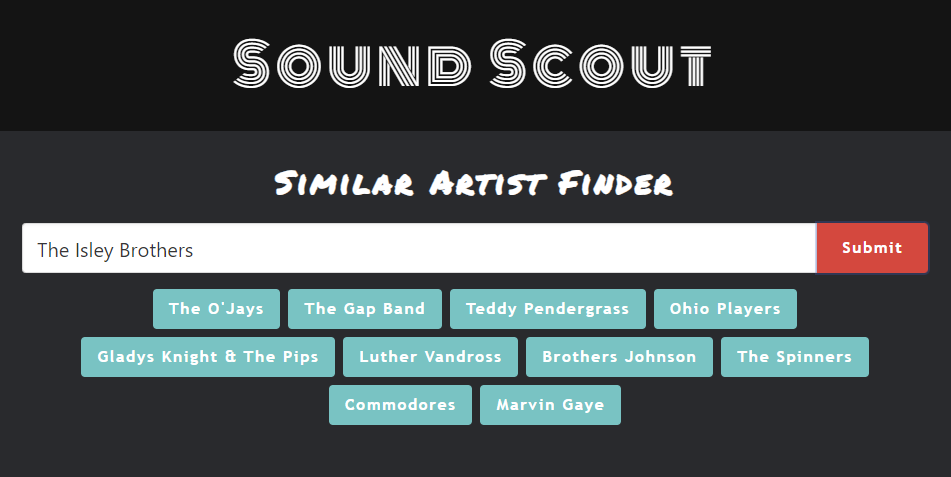 Sound Scout
Similar Artist Finder
The Isley Brothers Submit
The O'Jays The Gap Band Teddy Pendergrass Ohio Players
Gladys Knight & The Pips Luther Vandross Brothers Johnson The Spinners
Commodores Marvin Gaye